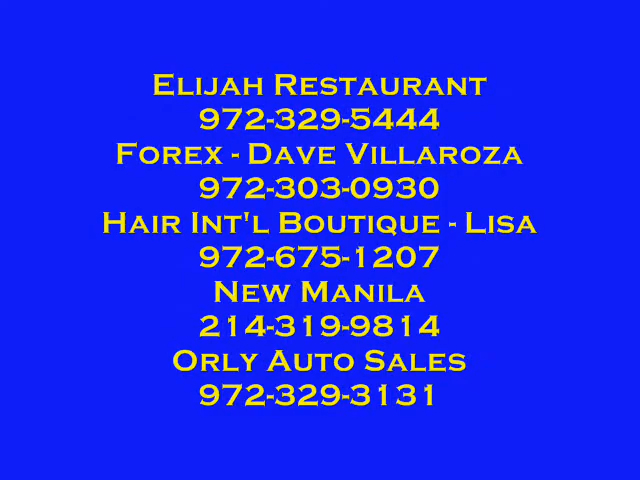 Elijah Restaurant
972-329-5444
Forex - Dave Villaroza
972-303-0930
Hair Int'l Boutique - Lisa
972-675-1207
New Manila
214-319-9814
Orly Auto Sales
972-329-3131